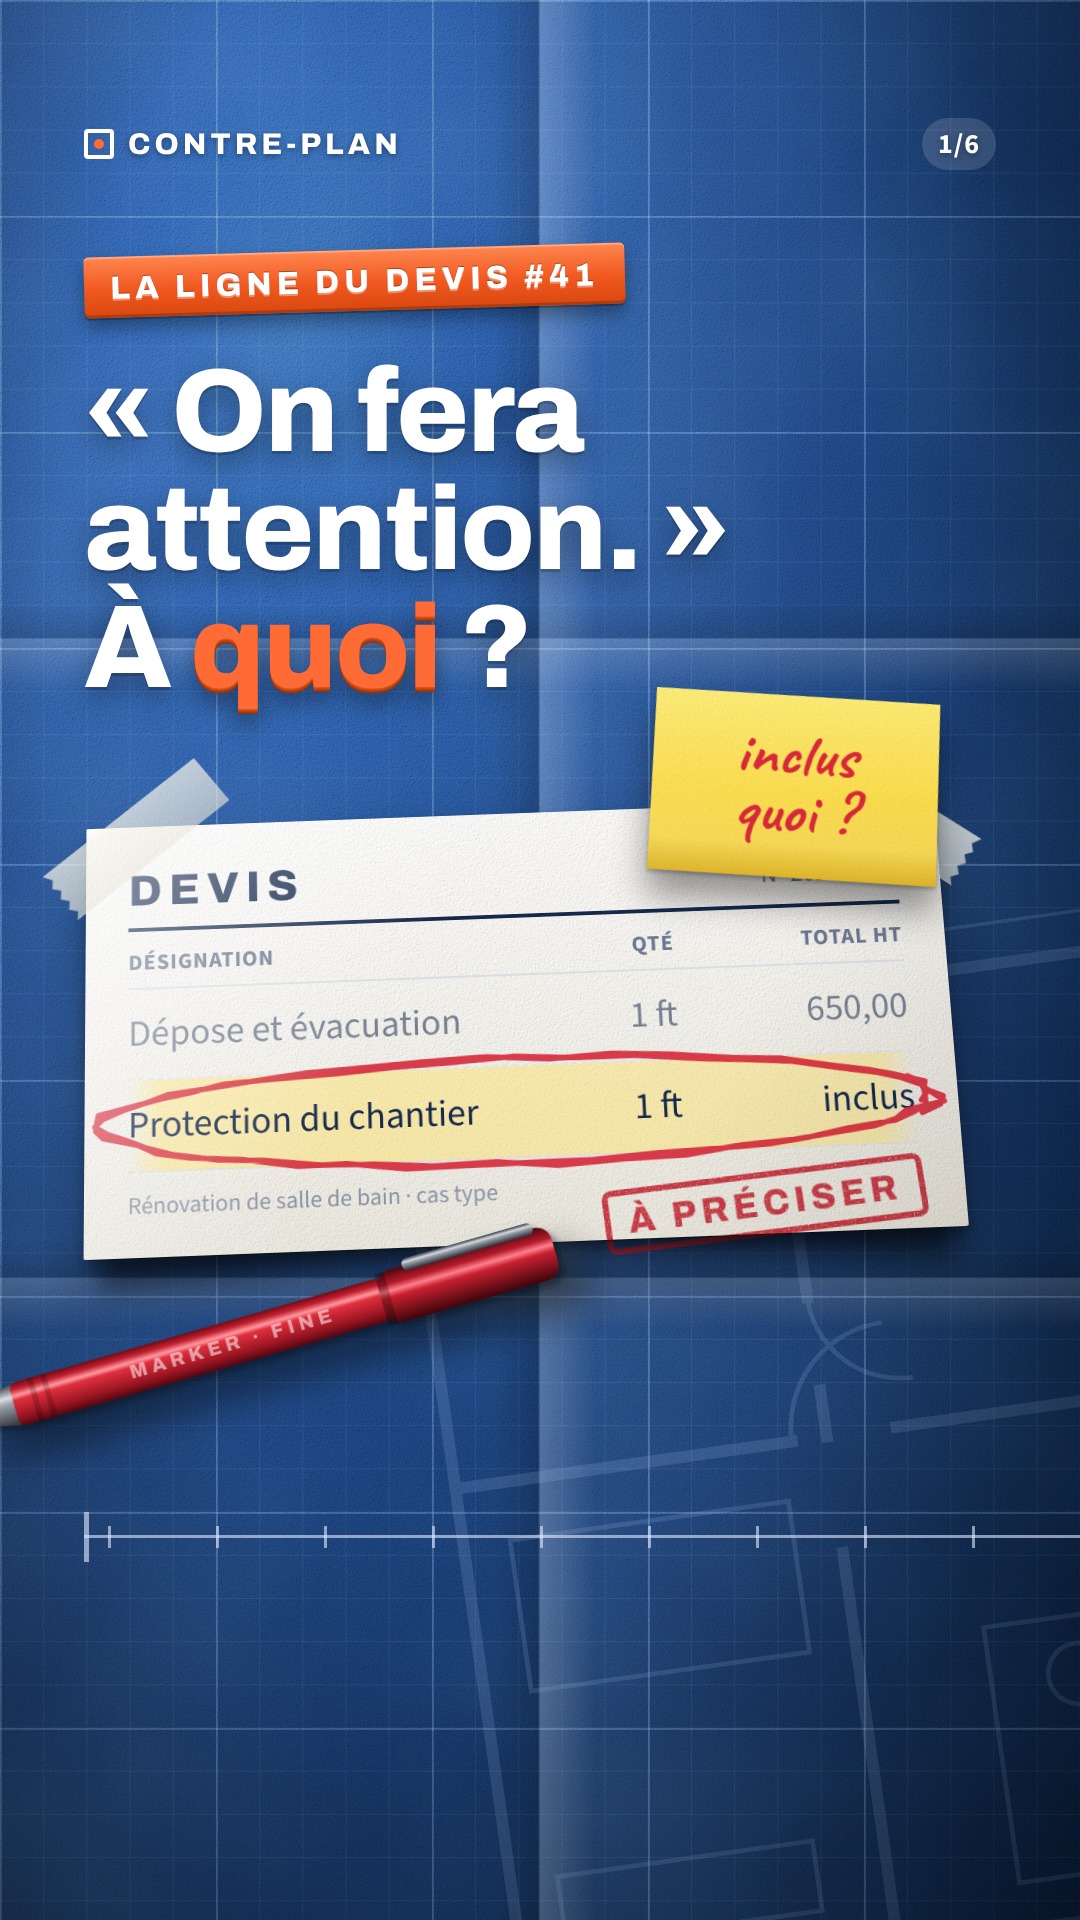 CONTRE-PLAN
1/6
LA LIGNE DU DEVIS #41
« On fera
attention. »
À quoi ?
inclus
quoi ?
DEVIS
DÉSIGNATION QTÉ TOTAL HT
Dépose et évacuation 1 ft 650,00
Protection du chantier 1 ft inclus
Rénovation de salle de bain · cas type
À PRÉCISER
MARKER · FINE